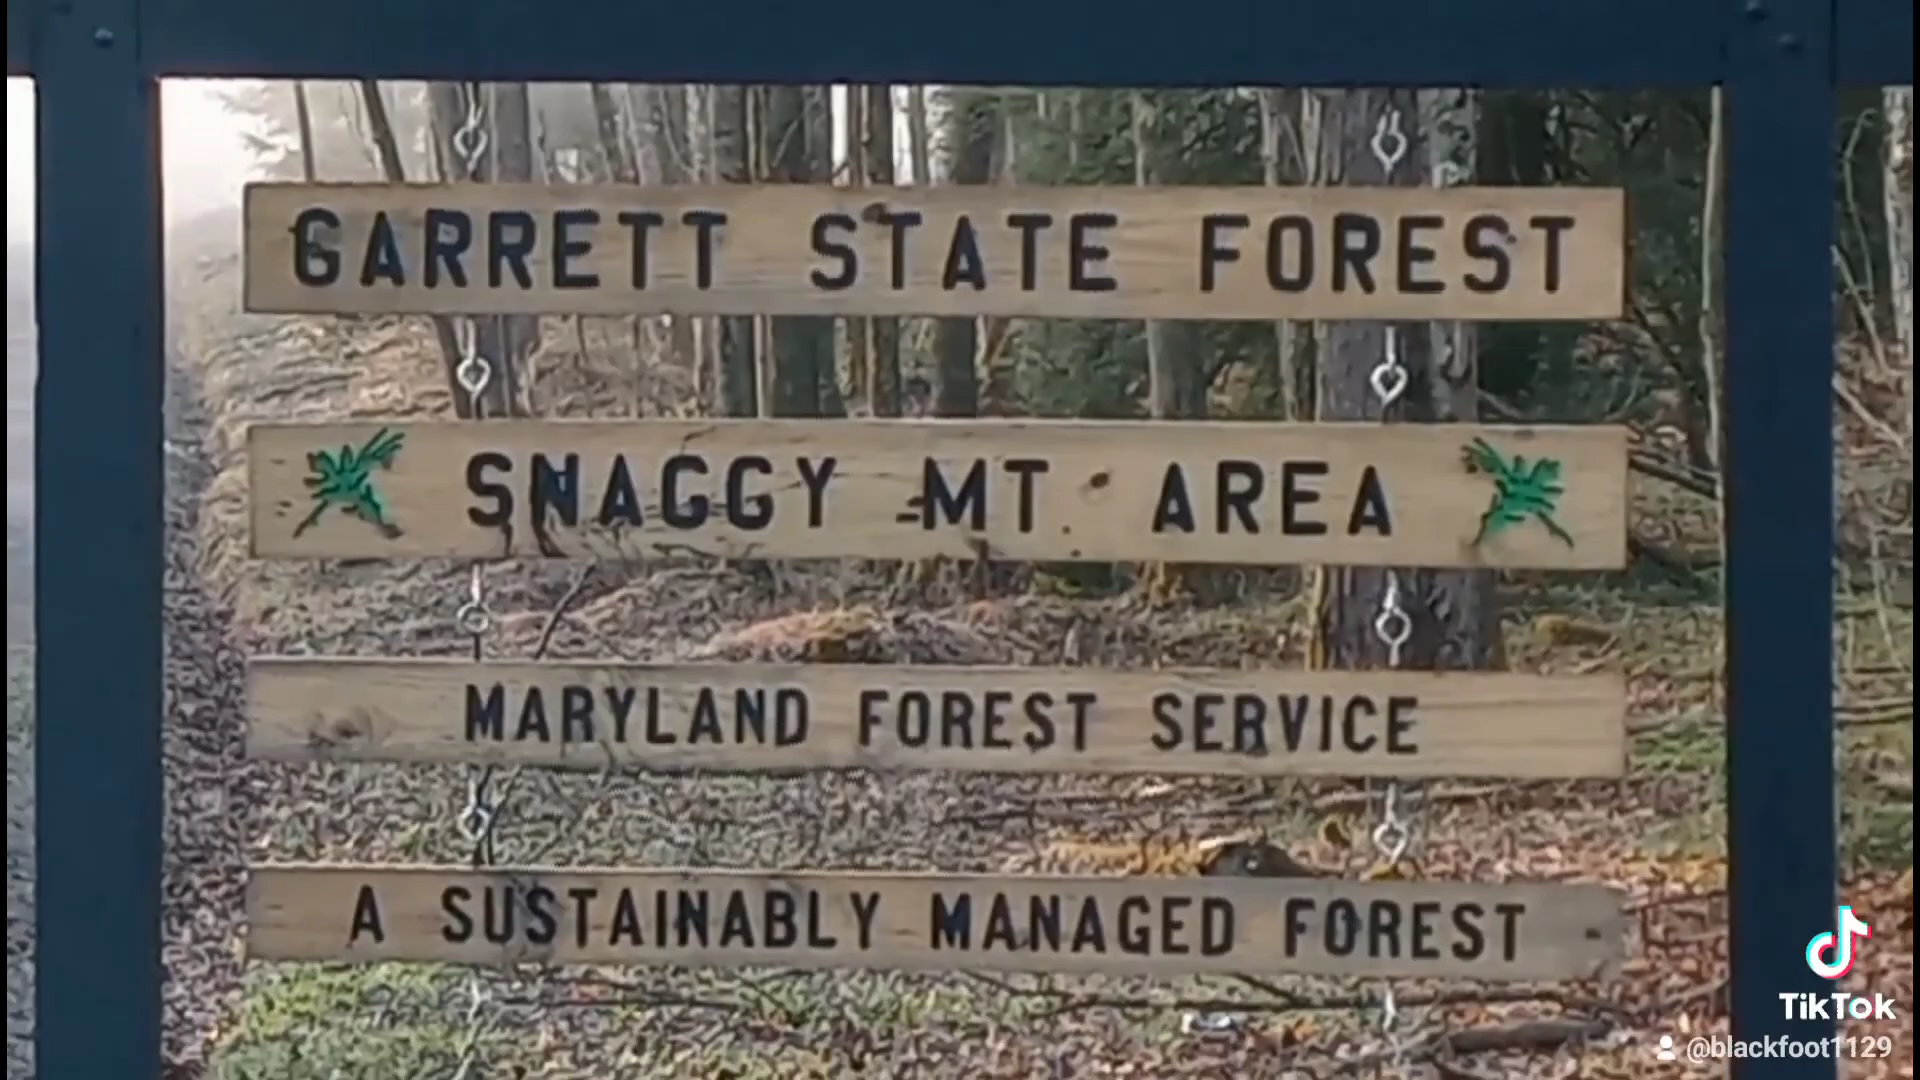 GARRETT STATE FOREST
SNAGGY MT. AREA
MARYLAND FOREST SERVICE
A SUSTAINABLY MANAGED FOREST
TikTok
@blackfoot1129